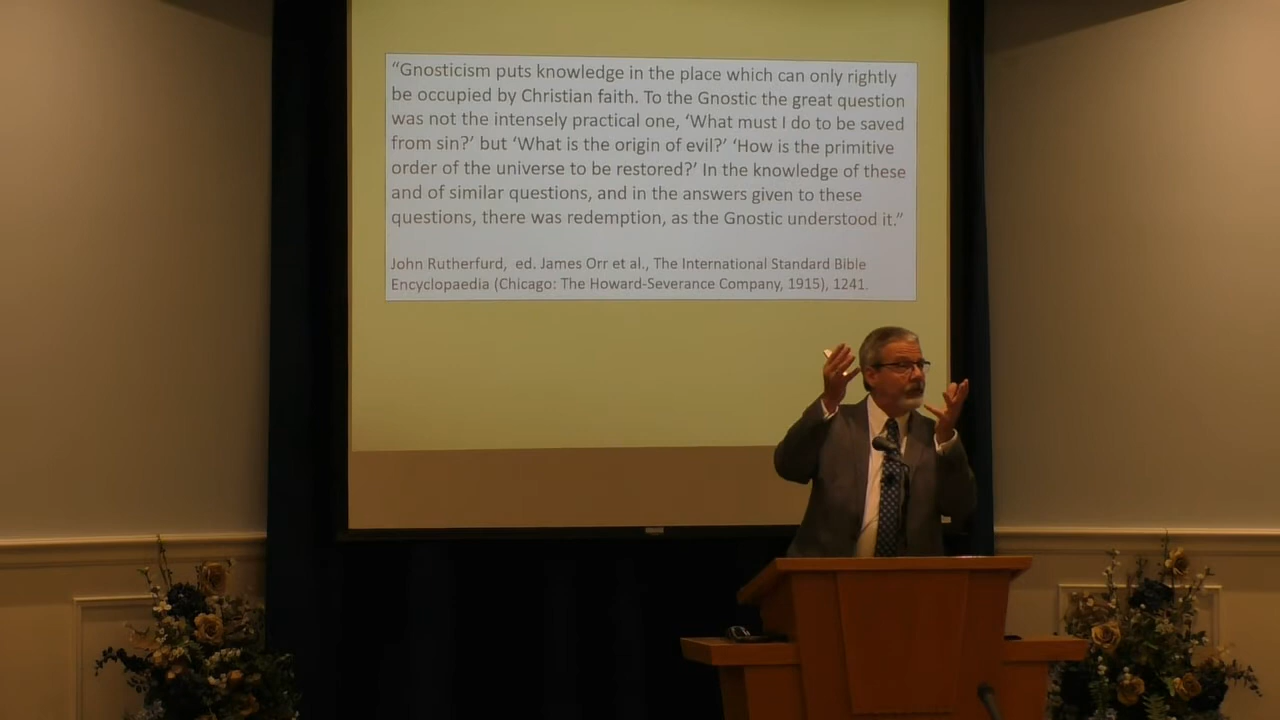 “Gnosticism puts knowledge in the place which can only rightly
be occupied by Christian faith. To the Gnostic the great question
was not the intensely practical one, ‘What must I do to be saved
from sin?’ but ‘What is the origin of evil?’ ‘How is the primitive
order of the universe to be restored?’ In the knowledge of these
and of similar questions, and in the answers given to these
questions, there was redemption, as the Gnostic understood it.”
John Rutherfurd, ed. James Orr et al., The International Standard Bible
Encyclopaedia (Chicago: The Howard-Severance Company, 1915), 1241.